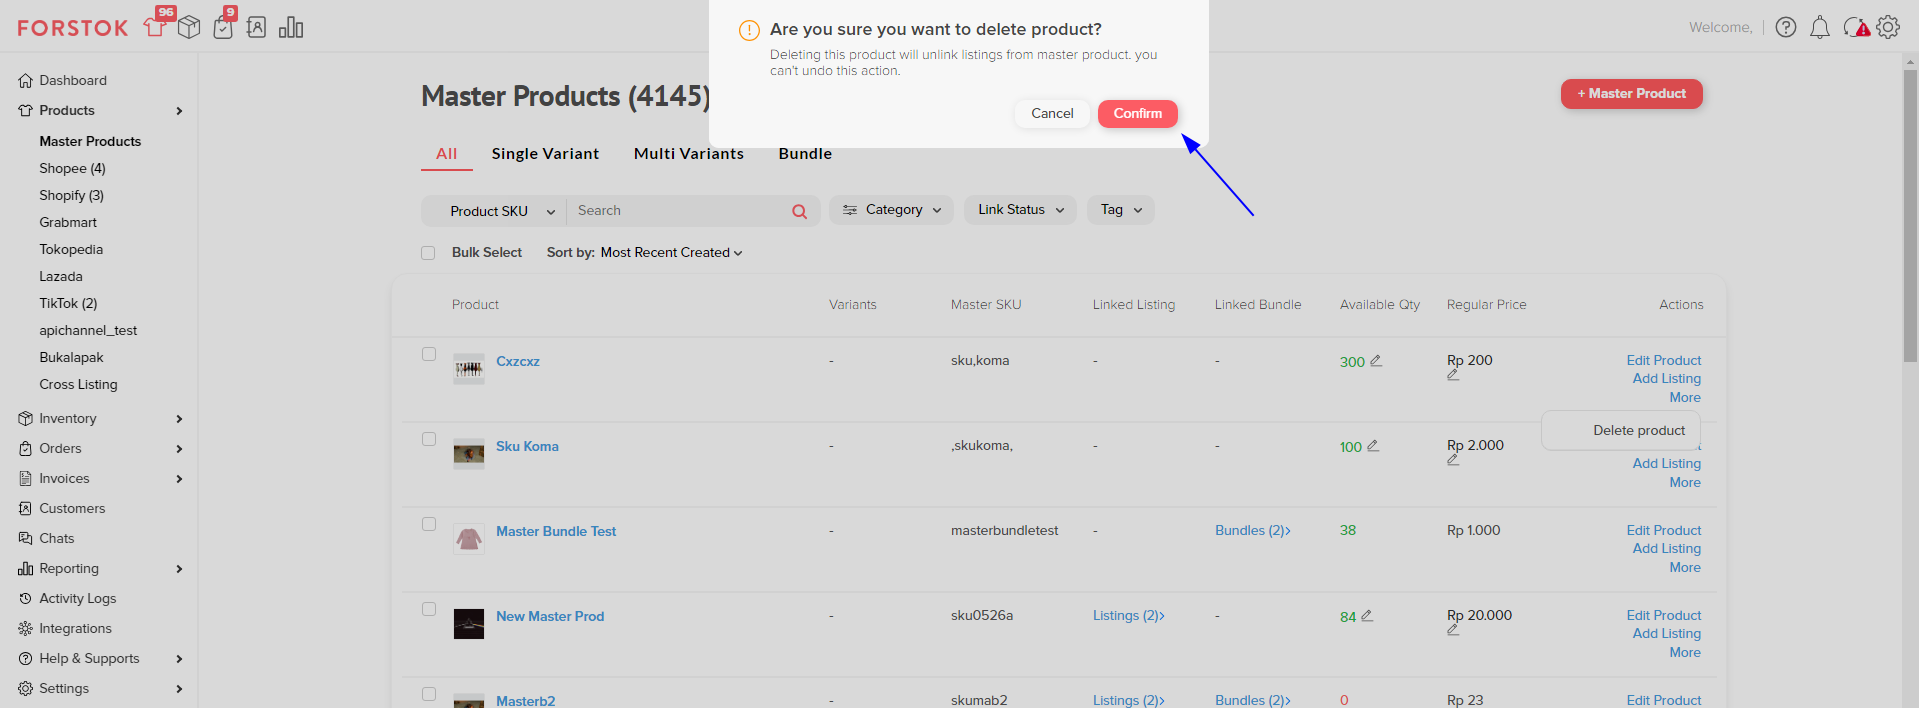 FORSTOK
96
9
Welcome,
Are you sure you want to delete product?
Deleting this product will unlink listings from master product. you
can't undo this action.
Cancel
Confirm
Dashboard
Products
Master Products
Shopee (4)
Shopify (3)
Grabmart
Tokopedia
Lazada
TikTok (2)
apichannel_test
Bukalapak
Cross Listing
Inventory
Orders
Invoices
Customers
Chats
Reporting
Activity Logs
Integrations
Help & Supports
Settings
Master Products (4145)
+ Master Product
All Single Variant Multi Variants Bundle
Product SKU Search Category Link Status Tag
Bulk Select Sort by: Most Recent Created
Product Variants Master SKU Linked Listing Linked Bundle Available Qty Regular Price Actions
Cxzcxz - sku,koma - - 300 Rp 200 Edit Product
Add Listing
More
Delete product
Sku Koma - ,skukoma, - - 100 Rp 2.000
Add Listing
More
Master Bundle Test - masterbundletest - Bundles (2)> 38 Rp 1.000 Edit Product
Add Listing
More
New Master Prod - sku0526a Listings (2)> - 84 Rp 20.000 Edit Product
Add Listing
More
Masterb2 - skumab2 Listings (2)> Bundles (2)> 0 Rp 23 Edit Product